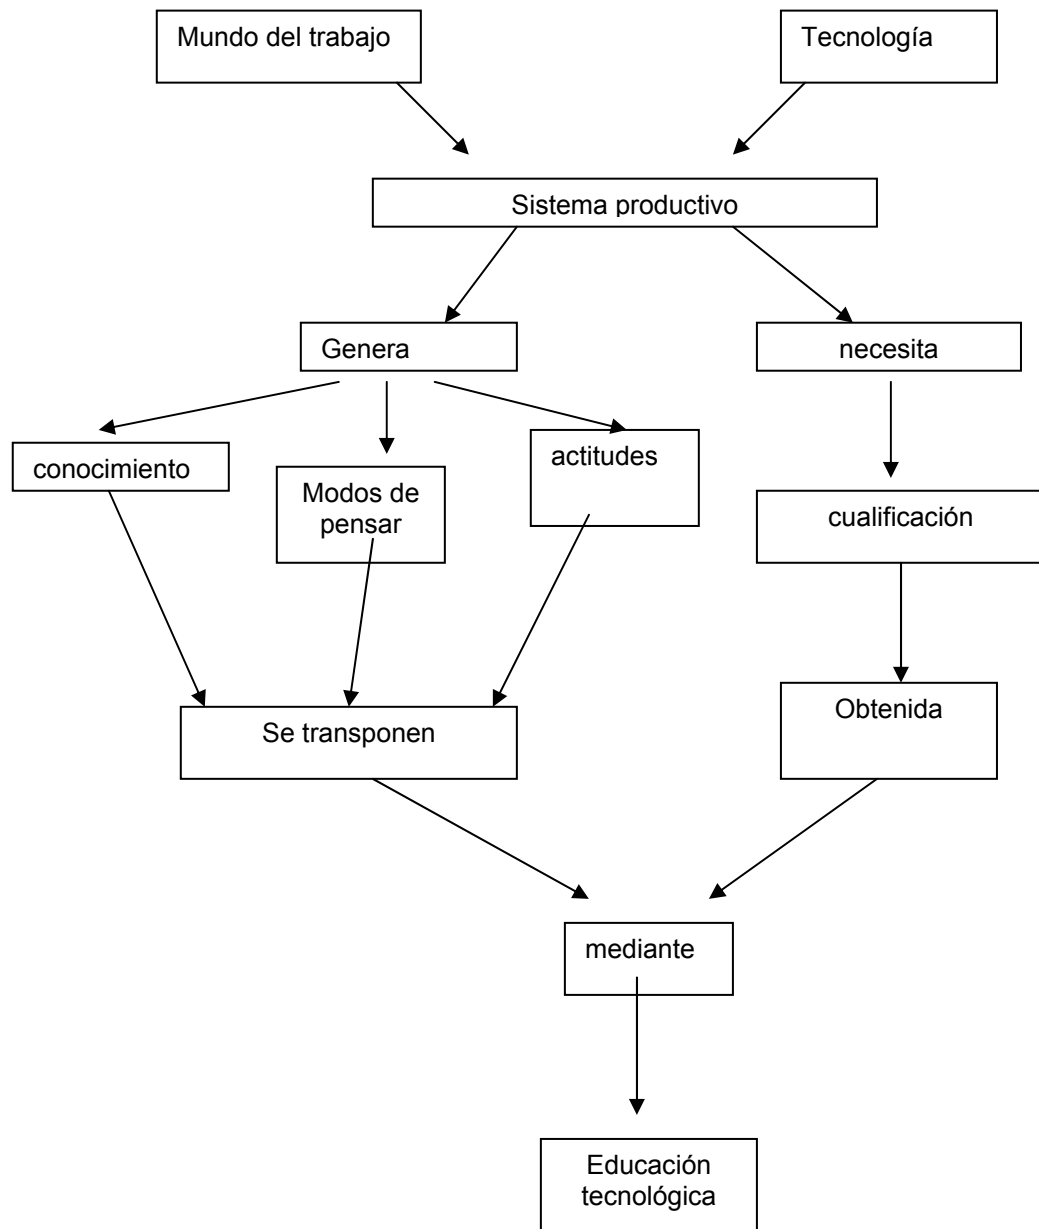 Mundo del trabajo
Tecnología
Sistema productivo
Genera
necesita
conocimiento
Modos de
pensar
actitudes
cualificación
Se transponen
Obtenida
mediante
Educación
tecnológica